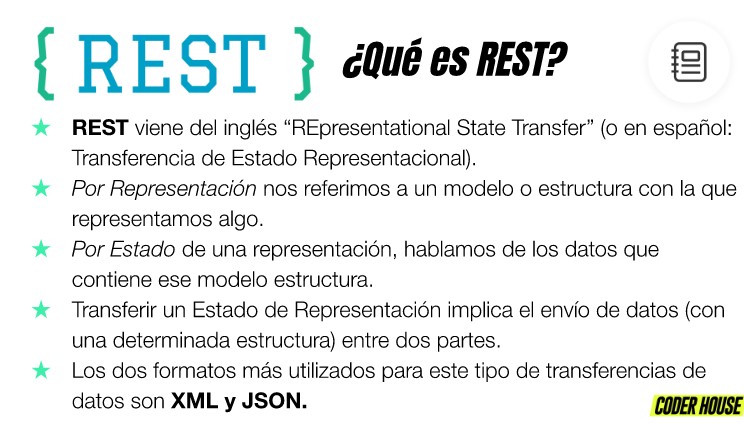 { REST } ¿Qué es REST?
★ REST viene del inglés “REpresentational State Transfer” (o en español:
Transferencia de Estado Representacional).
★ Por Representación nos referimos a un modelo o estructura con la que
representamos algo.
★ Por Estado de una representación, hablamos de los datos que
contiene ese modelo estructura.
★ Transferir un Estado de Representación implica el envío de datos (con
una determinada estructura) entre dos partes.
★ Los dos formatos más utilizados para este tipo de transferencias de
datos son XML y JSON.
CODER HOUSE